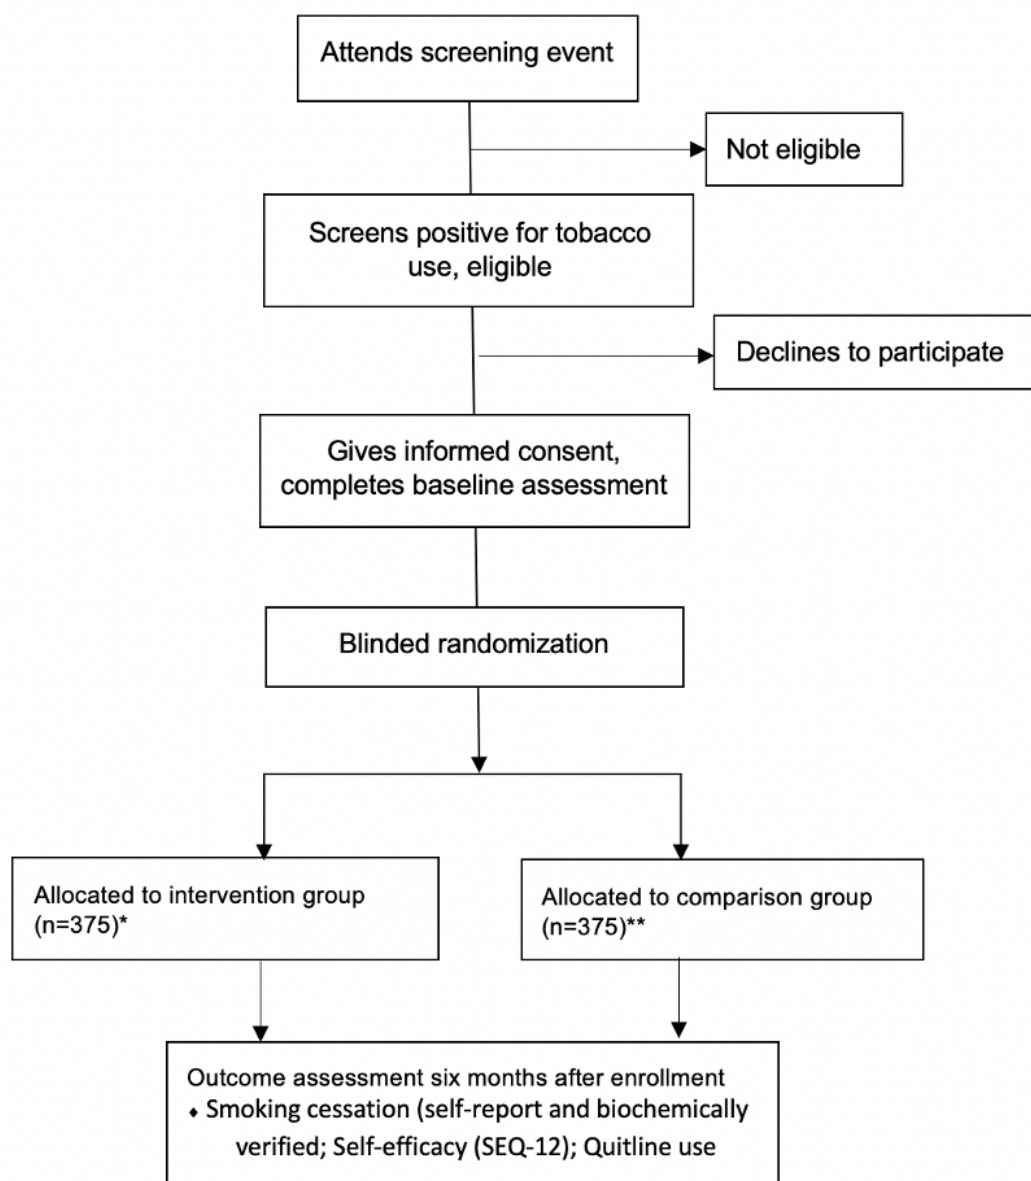 Attends screening event
Not eligible
Screens positive for tobacco
use, eligible
Declines to participate
Gives informed consent,
completes baseline assessment
Blinded randomization
Allocated to intervention group
(n=375)*
Allocated to comparison group
(n=375)**
Outcome assessment six months after enrollment
⬧ Smoking cessation (self-report and biochemically
verified; Self-efficacy (SEQ-12); Quitline use